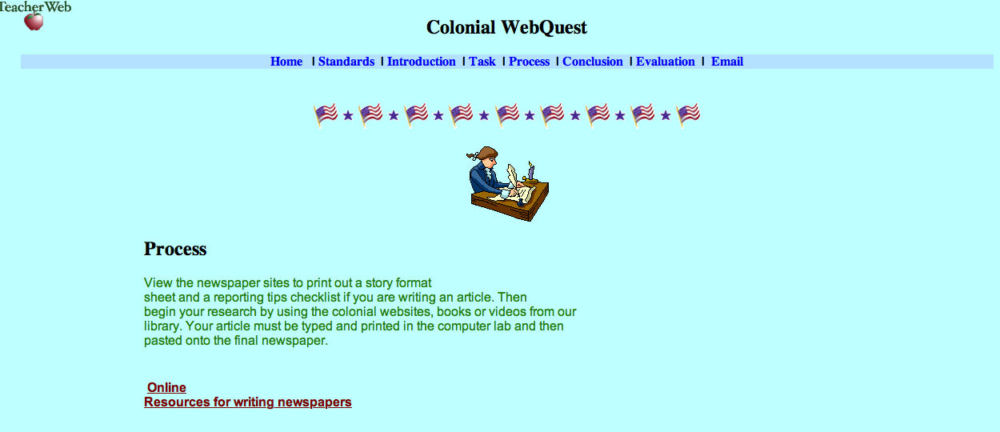 TeacherWeb
Colonial WebQuest
Home | Standards | Introduction | Task | Process | Conclusion | Evaluation | Email
Process
View the newspaper sites to print out a story format
sheet and a reporting tips checklist if you are writing an article. Then
begin your research by using the colonial websites, books or videos from our
library. Your article must be typed and printed in the computer lab and then
pasted onto the final newspaper.
Online
Resources for writing newspapers